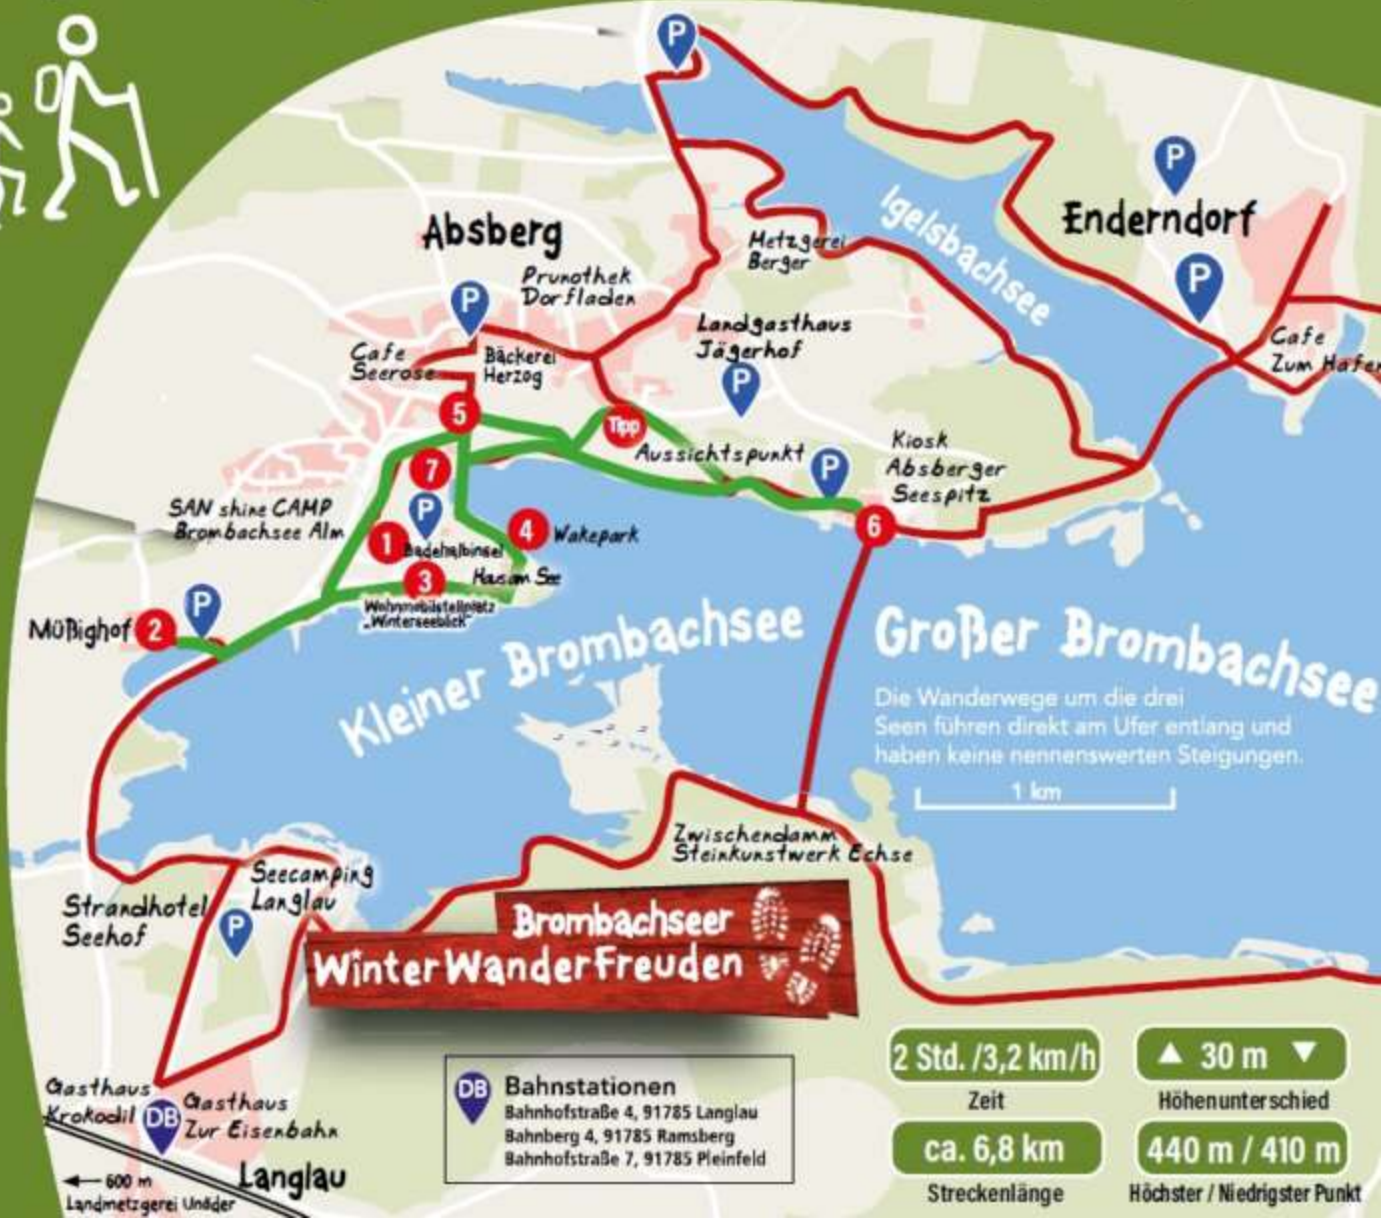 P
P
Absberg
Igelsbachsee
Enderndorf
Metzgerei
Berger
P
Prunothek
Dorfladen
P
Landgasthaus
Jägerhof
Cafe
Zum Hafen
Cafe
Seerose
Bäckerei
Herzog
P
5
Tipp
Aussichtspunkt
P
Kiosk
Absberger
Seespitz
7
SAN shine CAMP
Brombachsee Alm
P
1
Badehalbinsel
4 Wakepark
6
3
Haus am See
Wohnmobilstellplatz
„Winterseeblick“
Müßighof 2
P
Kleiner Brombachsee
Großer Brombachsee
Die Wanderwege um die drei
Seen führen direkt am Ufer entlang und
haben keine nennenswerten Steigungen.
1 km
Zwischendamm
Steinkunstwerk Echse
Seecamping
Langlau
Strandhotel
Seehof
P
Brombachseer
WinterWanderFreuden
2 Std./3,2 km/h
Zeit
▲ 30 m ▼
Höhenunterschied
ca. 6,8 km
Streckenlänge
440 m / 410 m
Höchster / Niedrigster Punkt
DB Bahnstationen
Bahnhofstraße 4, 91785 Langlau
Bahnberg 4, 91785 Ramsberg
Bahnhofstraße 7, 91785 Pleinfeld
Gasthaus
Krokodil
DB
Gasthaus
Zur Eisenbahn
Langlau
600 m
Landmetzgerei Unöder